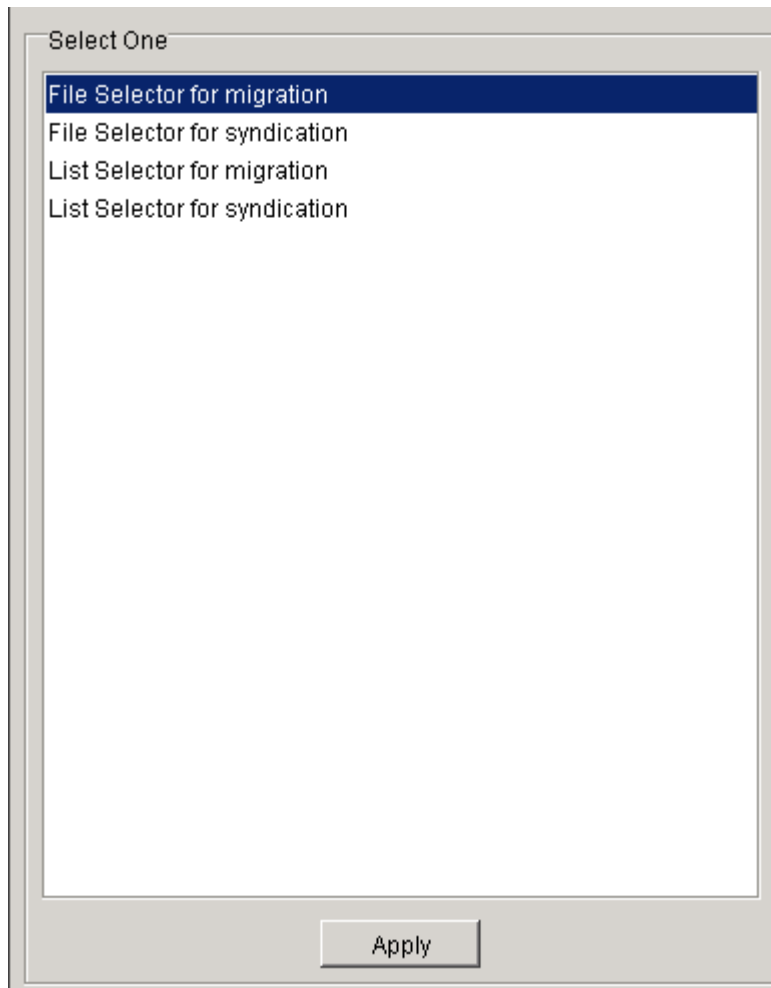 Select One
File Selector for migration
File Selector for syndication
List Selector for migration
List Selector for syndication
Apply